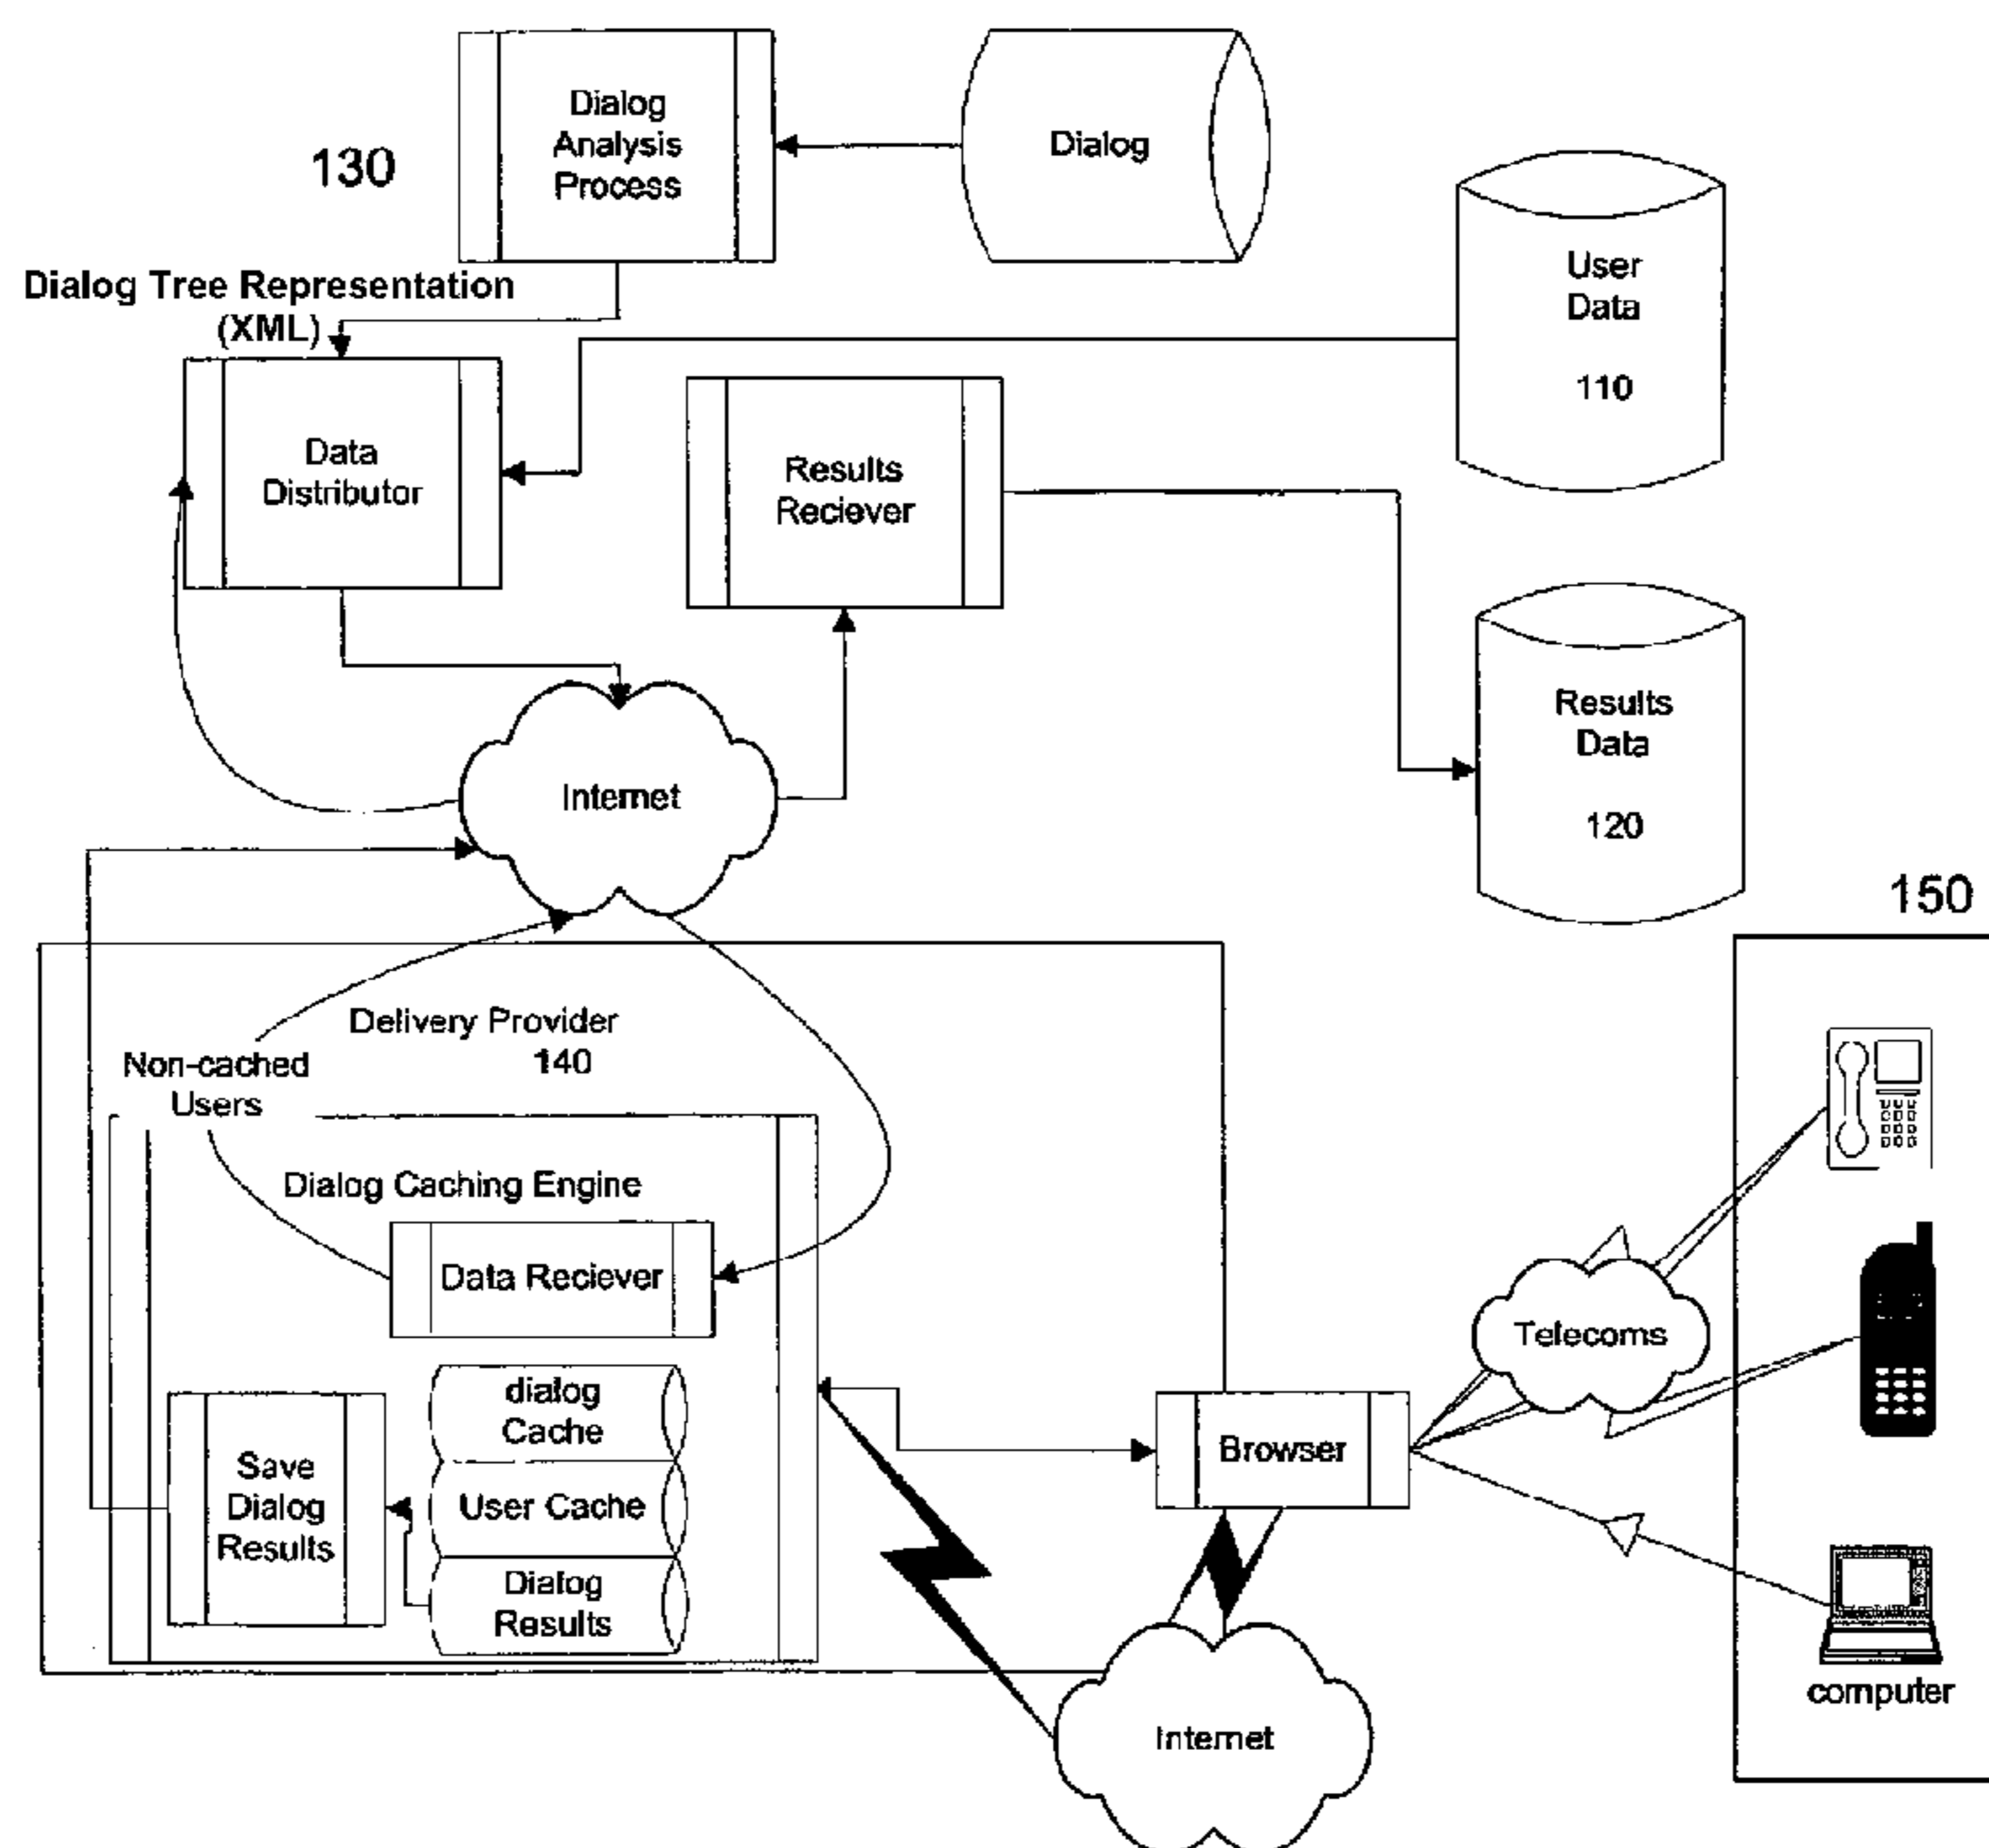 130
Dialog
Analysis
Process
Dialog
User
Data
110
Dialog Tree Representation
(XML)
Data
Distributor
Results
Reciever
Results
Data
120
Internet
150
Delivery Provider
140
Non-cached
Users
Dialog Caching Engine
Data Reciever
Telecoms
dialog
Cache
User Cache
Dialog
Results
Save
Dialog
Results
Browser
computer
Internet